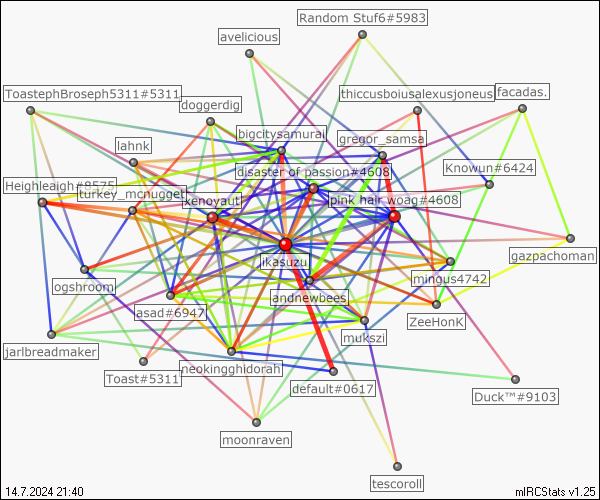 Random Stuf6#5983
avelicious
ToastephBroseph5311#5311
thiccusboiusalexusjoneus
facadas.
doggerdig
bigcitysamurai
gregor_samsa
lahnk
disaster of passion#4608
Knowun#6424
Heighleaigh#8575
turkey_mcnugget
xenoyaut
pink hair woag#4608
jkasuzu
gazpachoman
ogshroom
mingus4742
andnewbees
asad#6947
ZeeHonK
mukszi
jarlbreadmaker
neokingghidorah
Toast#5311
default#0617
Duck™#9103
moonraven
tescoroll
14.7.2024 21:40
mIRCStats v1.25